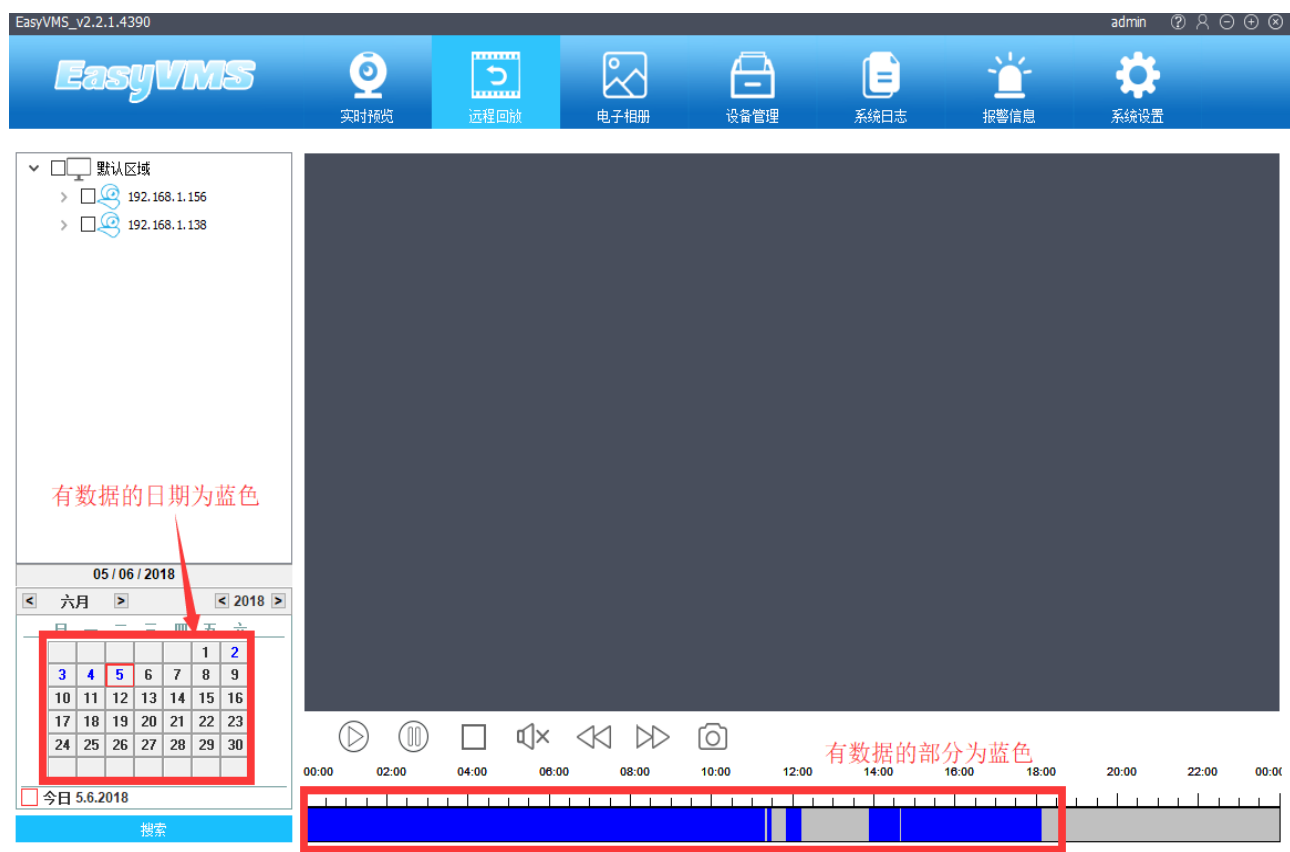 EasyVMS_v2.2.1.4390 admin
EasyVMS
实时预览 远程回放 电子相册 设备管理 系统日志 报警信息 系统设置
默认区域
192.168.1.156
192.168.1.138
有数据的日期为蓝色
05 / 06 / 2018
< 六月 > < 2018 >
日 一 二 三 四 五 六
1 2
3 4 5 6 7 8 9
10 11 12 13 14 15 16
17 18 19 20 21 22 23
24 25 26 27 28 29 30
今日 5.6.2018
搜索
有数据的部分为蓝色
00:00 02:00 04:00 06:00 08:00 10:00 12:00 14:00 16:00 18:00 20:00 22:00 00:00